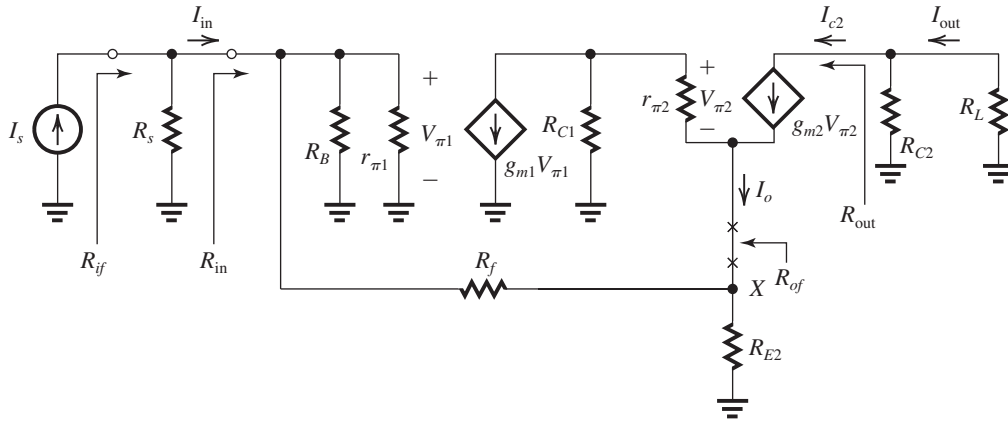 I_in
I_c2
I_out
I_s
R_s
R_B
r_π1
+
V_π1
−
g_m1V_π1
R_C1
r_π2
+
V_π2
−
g_m2V_π2
R_C2
R_L
I_o
R_if
R_in
R_out
R_of
R_f
X
R_E2